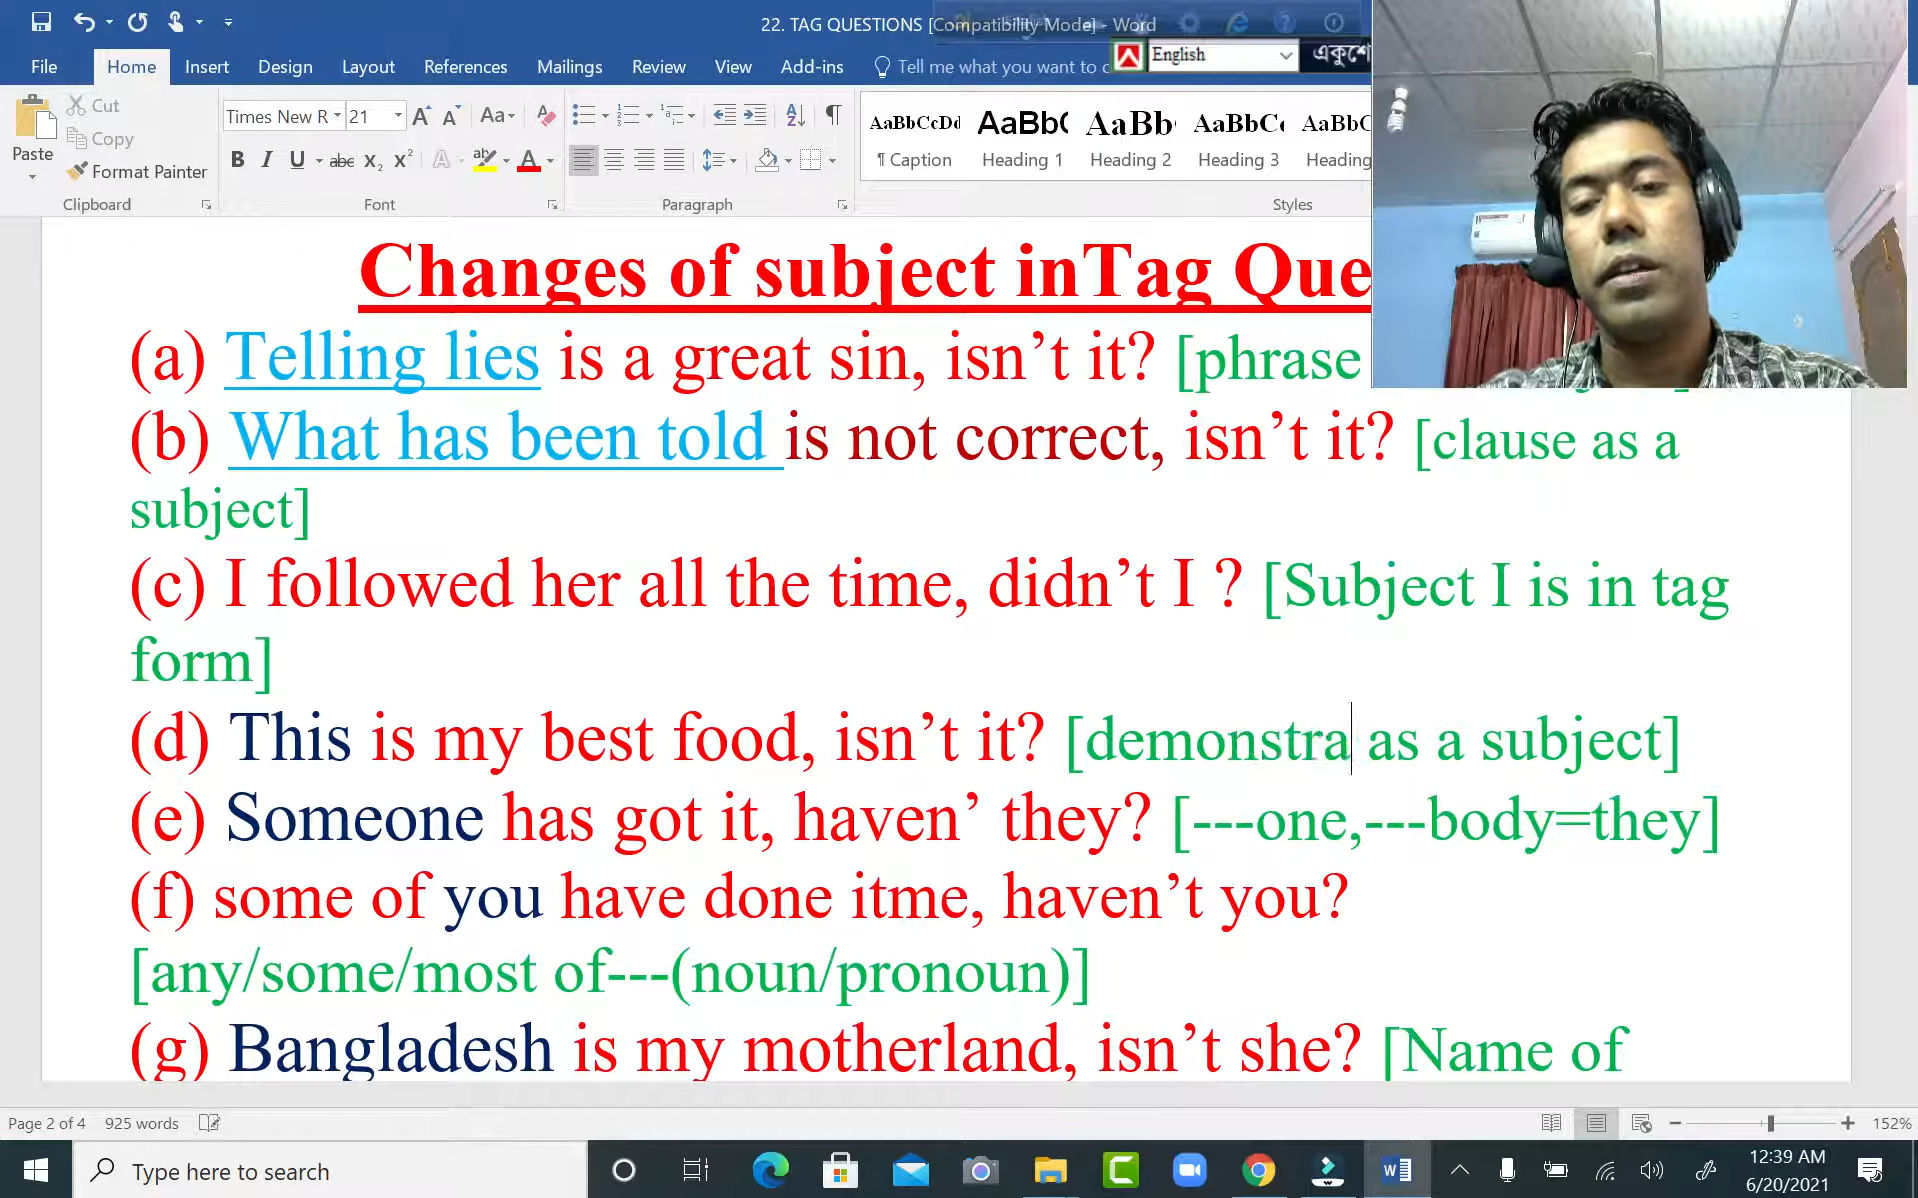 22. TAG QUESTIONS [Compatibility Mode] - Word
English
একুশে
File Home Insert Design Layout References Mailings Review View Add-ins Tell me what you want to
Cut
Copy
Paste
Format Painter
Clipboard
Times New R 21
Aa
B I U abc X₂ X²
Font
Paragraph
AaBbCcDd AaBb( AaBb AaBbC AaBbC
¶ Caption Heading 1 Heading 2 Heading 3 Heading
Styles
Changes of subject inTag Que
(a) Telling lies is a great sin, isn’t it? [phrase
(b) What has been told is not correct, isn’t it? [clause as a
subject]
(c) I followed her all the time, didn’t I ? [Subject I is in tag
form]
(d) This is my best food, isn’t it? [demonstra as a subject]
(e) Someone has got it, haven’ they? [---one,---body=they]
(f) some of you have done itme, haven’t you?
[any/some/most of---(noun/pronoun)]
(g) Bangladesh is my motherland, isn’t she? [Name of
Page 2 of 4 925 words
152%
Type here to search
12:39 AM
6/20/2021